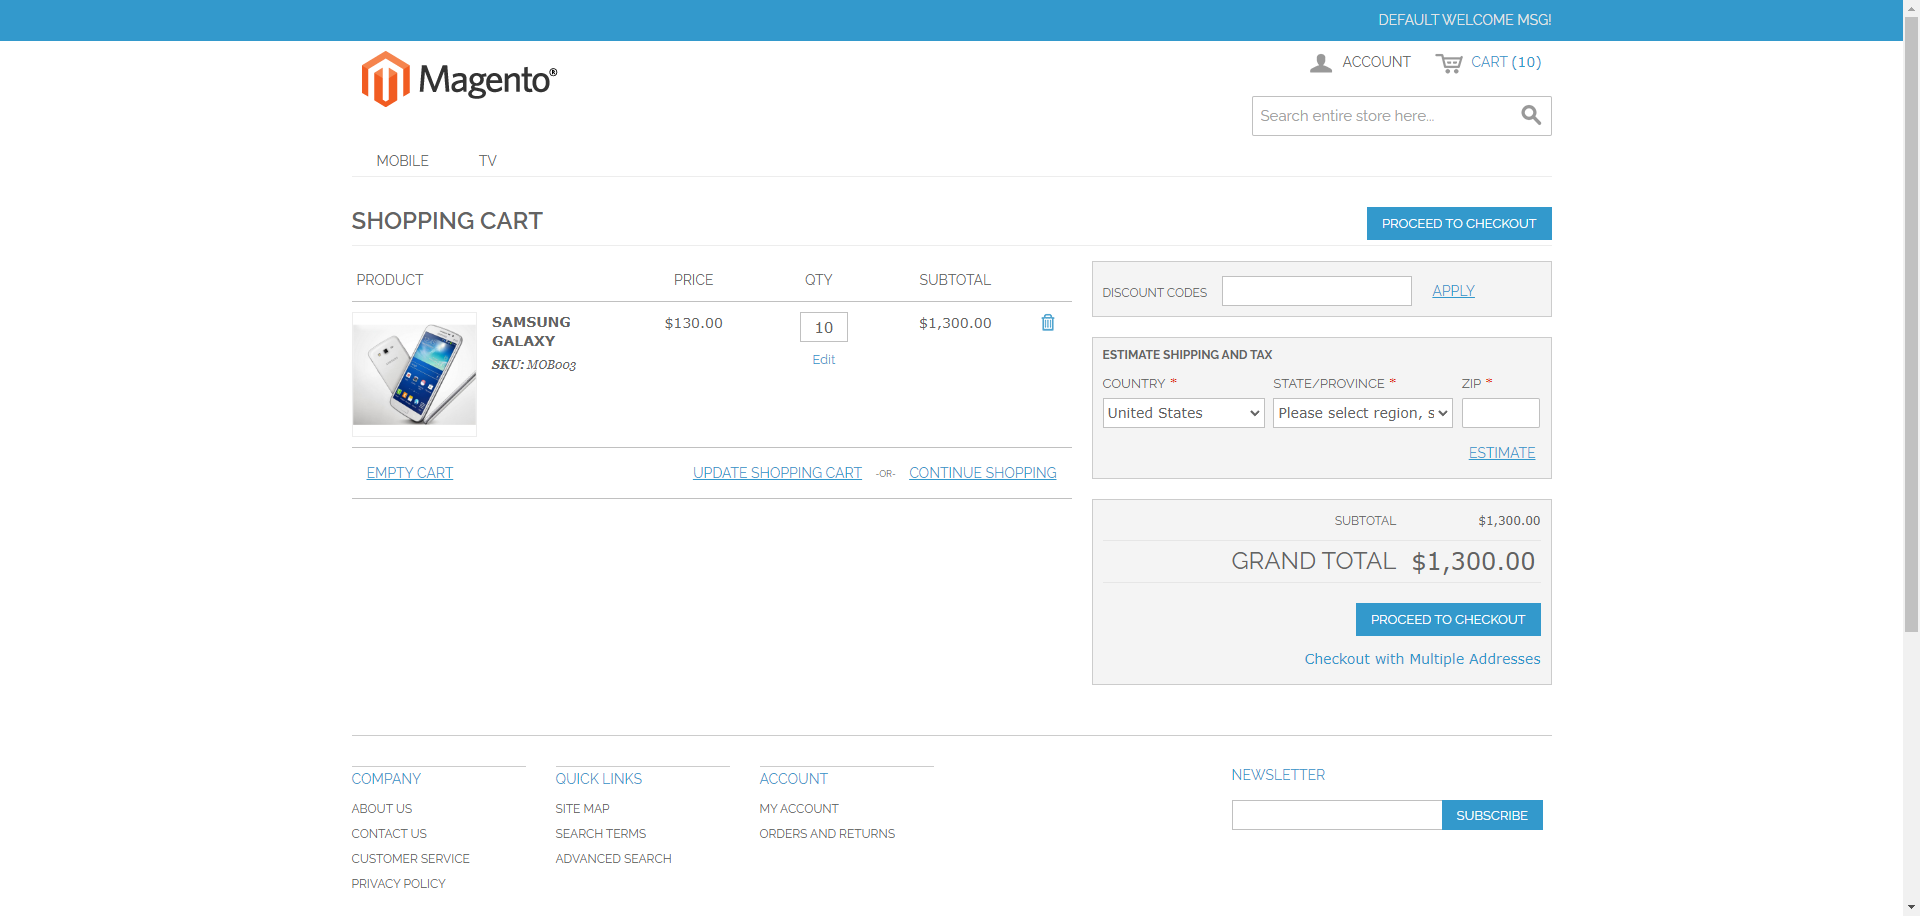 DEFAULT WELCOME MSG!
Magento®
ACCOUNT
CART (10)
Search entire store here...
MOBILE
TV
SHOPPING CART
PROCEED TO CHECKOUT
PRODUCT PRICE QTY SUBTOTAL
SAMSUNG
GALAXY
SKU: MOB003
$130.00
10
Edit
$1,300.00
EMPTY CART
UPDATE SHOPPING CART -OR- CONTINUE SHOPPING
DISCOUNT CODES
APPLY
ESTIMATE SHIPPING AND TAX
COUNTRY * STATE/PROVINCE * ZIP *
United States Please select region, s
ESTIMATE
SUBTOTAL $1,300.00
GRAND TOTAL $1,300.00
PROCEED TO CHECKOUT
Checkout with Multiple Addresses
COMPANY
ABOUT US
CONTACT US
CUSTOMER SERVICE
PRIVACY POLICY
QUICK LINKS
SITE MAP
SEARCH TERMS
ADVANCED SEARCH
ACCOUNT
MY ACCOUNT
ORDERS AND RETURNS
NEWSLETTER
SUBSCRIBE